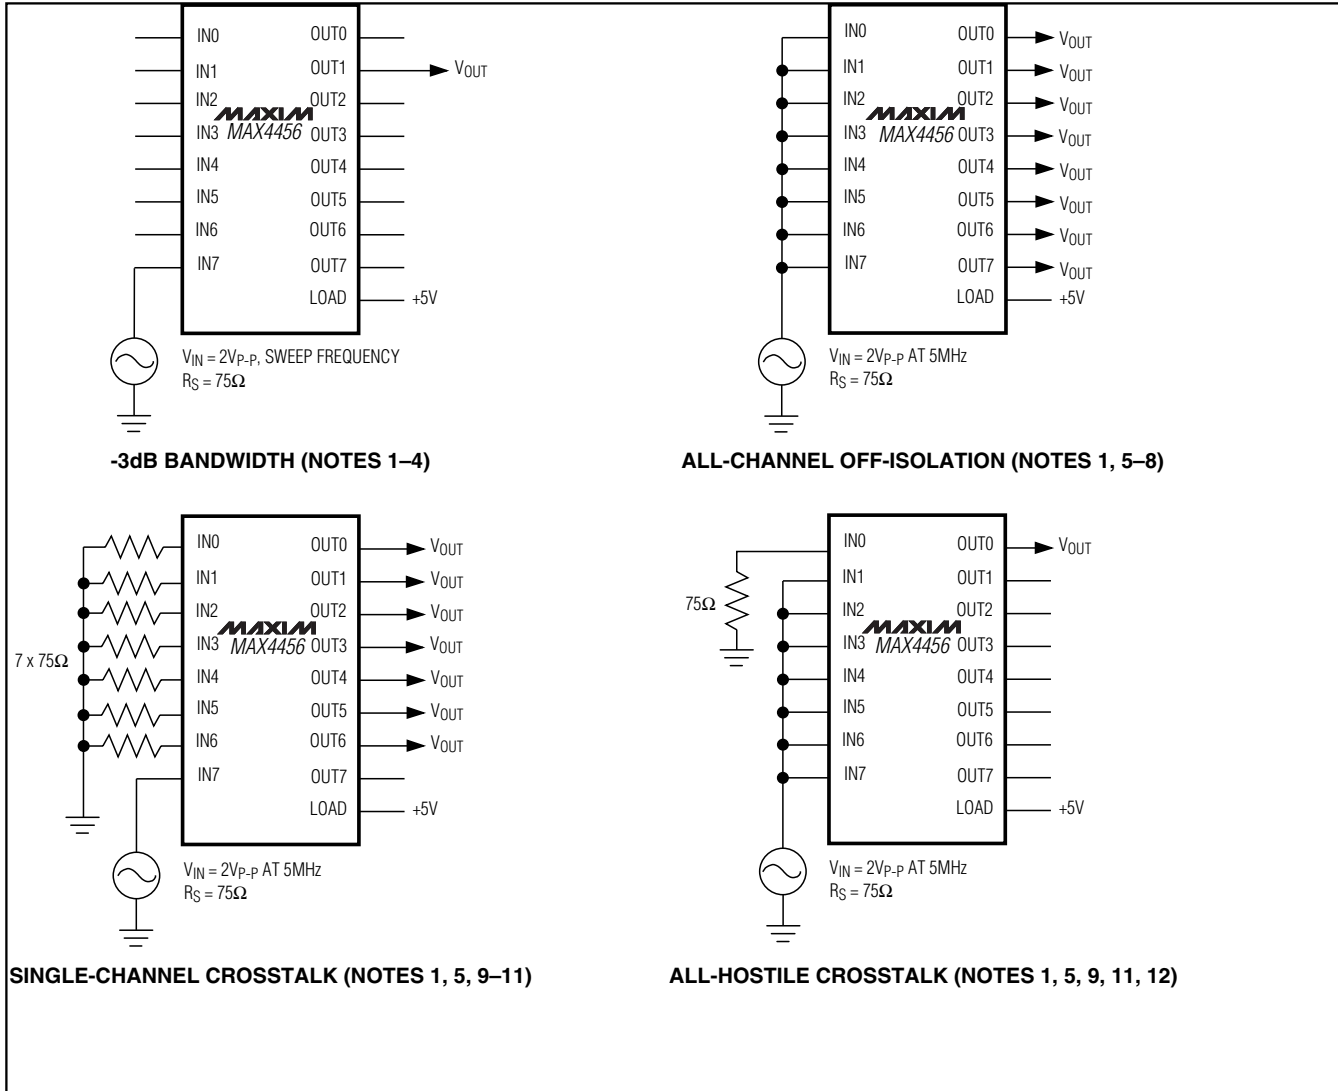 IN0 OUT0
IN1 OUT1 VOUT
IN2 OUT2
MAXIM
IN3 MAX4456 OUT3
IN4 OUT4
IN5 OUT5
IN6 OUT6
IN7 OUT7
LOAD +5V
VIN = 2VP-P, SWEEP FREQUENCY
RS = 75Ω
-3dB BANDWIDTH (NOTES 1–4)
IN0 OUT0 VOUT
IN1 OUT1 VOUT
IN2 OUT2 VOUT
MAXIM
IN3 MAX4456 OUT3 VOUT
IN4 OUT4 VOUT
IN5 OUT5 VOUT
IN6 OUT6 VOUT
IN7 OUT7 VOUT
LOAD +5V
VIN = 2VP-P AT 5MHz
RS = 75Ω
ALL-CHANNEL OFF-ISOLATION (NOTES 1, 5–8)
IN0 OUT0 VOUT
IN1 OUT1 VOUT
IN2 OUT2 VOUT
MAXIM
IN3 MAX4456 OUT3 VOUT
7 x 75Ω
IN4 OUT4 VOUT
IN5 OUT5 VOUT
IN6 OUT6 VOUT
IN7 OUT7
LOAD +5V
VIN = 2VP-P AT 5MHz
RS = 75Ω
SINGLE-CHANNEL CROSSTALK (NOTES 1, 5, 9–11)
IN0 OUT0 VOUT
IN1 OUT1
75Ω
IN2 OUT2
MAXIM
IN3 MAX4456 OUT3
IN4 OUT4
IN5 OUT5
IN6 OUT6
IN7 OUT7
LOAD +5V
VIN = 2VP-P AT 5MHz
RS = 75Ω
ALL-HOSTILE CROSSTALK (NOTES 1, 5, 9, 11, 12)